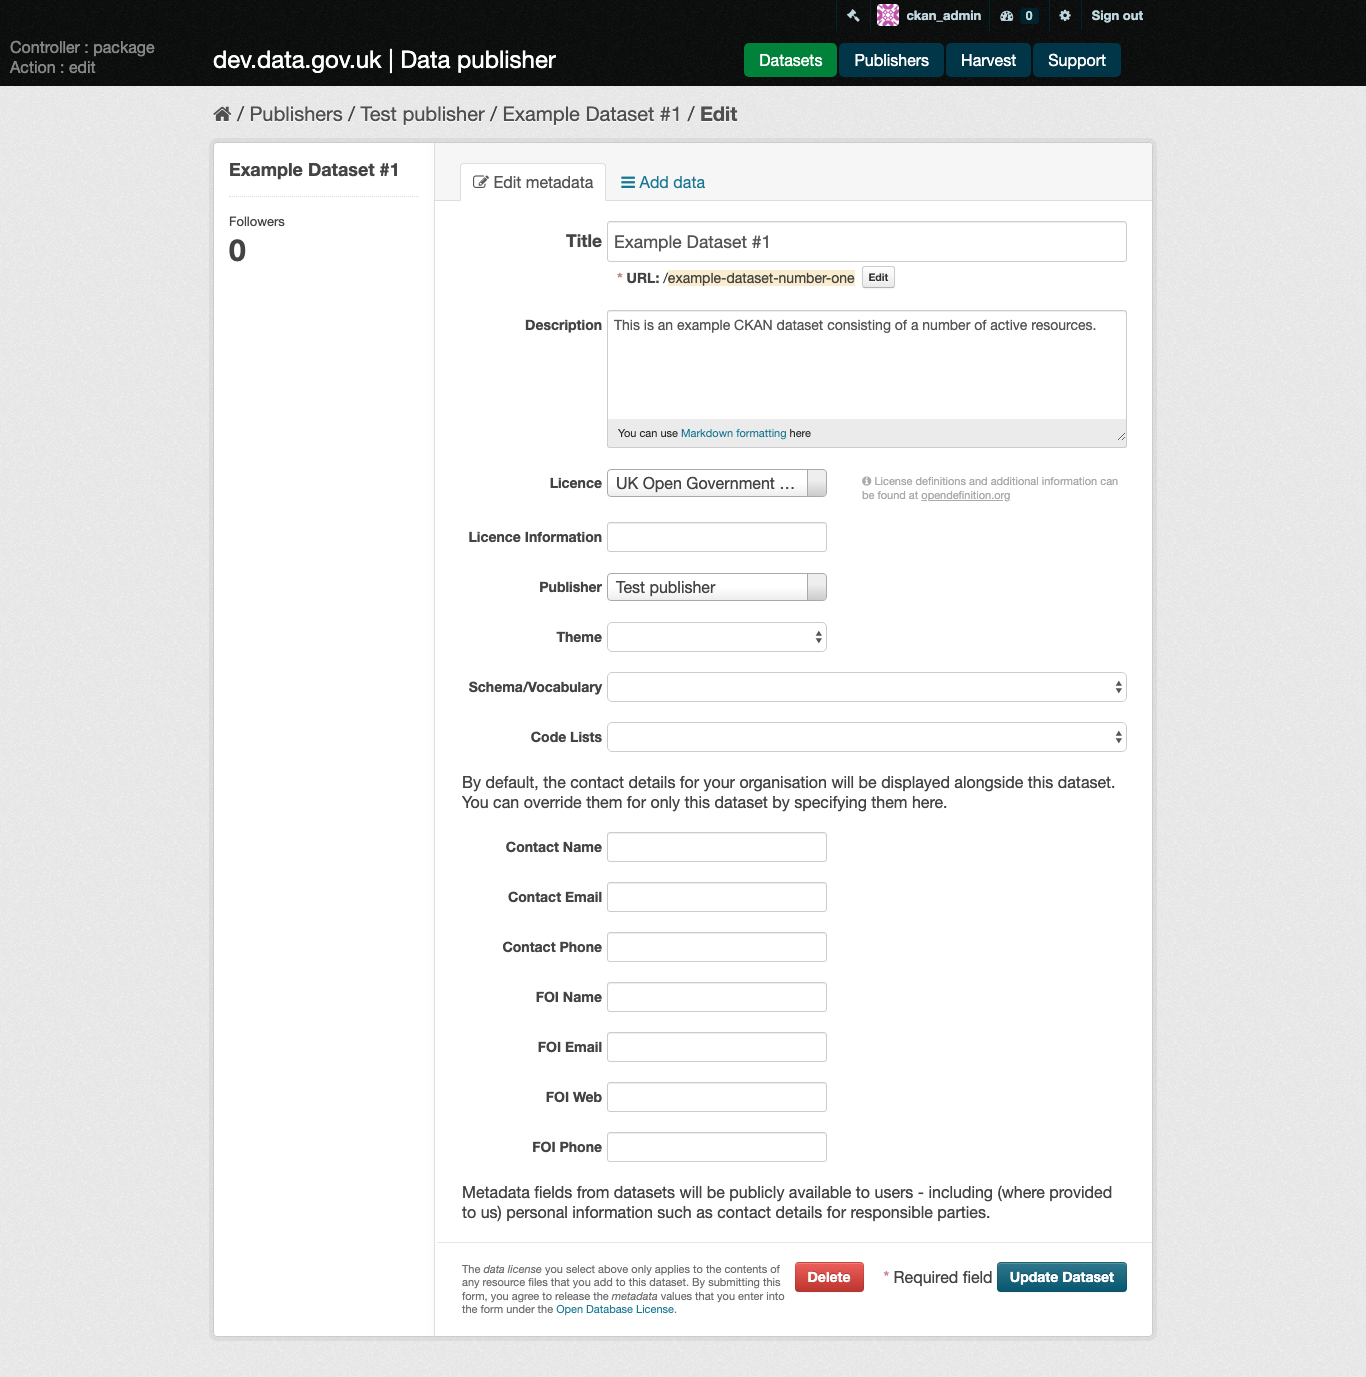 ckan_admin 0 Sign out
Controller : package
Action : edit
dev.data.gov.uk | Data publisher
Datasets Publishers Harvest Support
/ Publishers / Test publisher / Example Dataset #1 / Edit
Example Dataset #1
Followers
0
Edit metadata Add data
Title Example Dataset #1
* URL: /example-dataset-number-one Edit
Description This is an example CKAN dataset consisting of a number of active resources.
You can use Markdown formatting here
Licence UK Open Government ...
License definitions and additional information can
be found at opendefinition.org
Licence Information
Publisher Test publisher
Theme
Schema/Vocabulary
Code Lists
By default, the contact details for your organisation will be displayed alongside this dataset.
You can override them for only this dataset by specifying them here.
Contact Name
Contact Email
Contact Phone
FOI Name
FOI Email
FOI Web
FOI Phone
Metadata fields from datasets will be publicly available to users - including (where provided
to us) personal information such as contact details for responsible parties.
The data license you select above only applies to the contents of
any resource files that you add to this dataset. By submitting this
form, you agree to release the metadata values that you enter into
the form under the Open Database License.
Delete * Required field Update Dataset